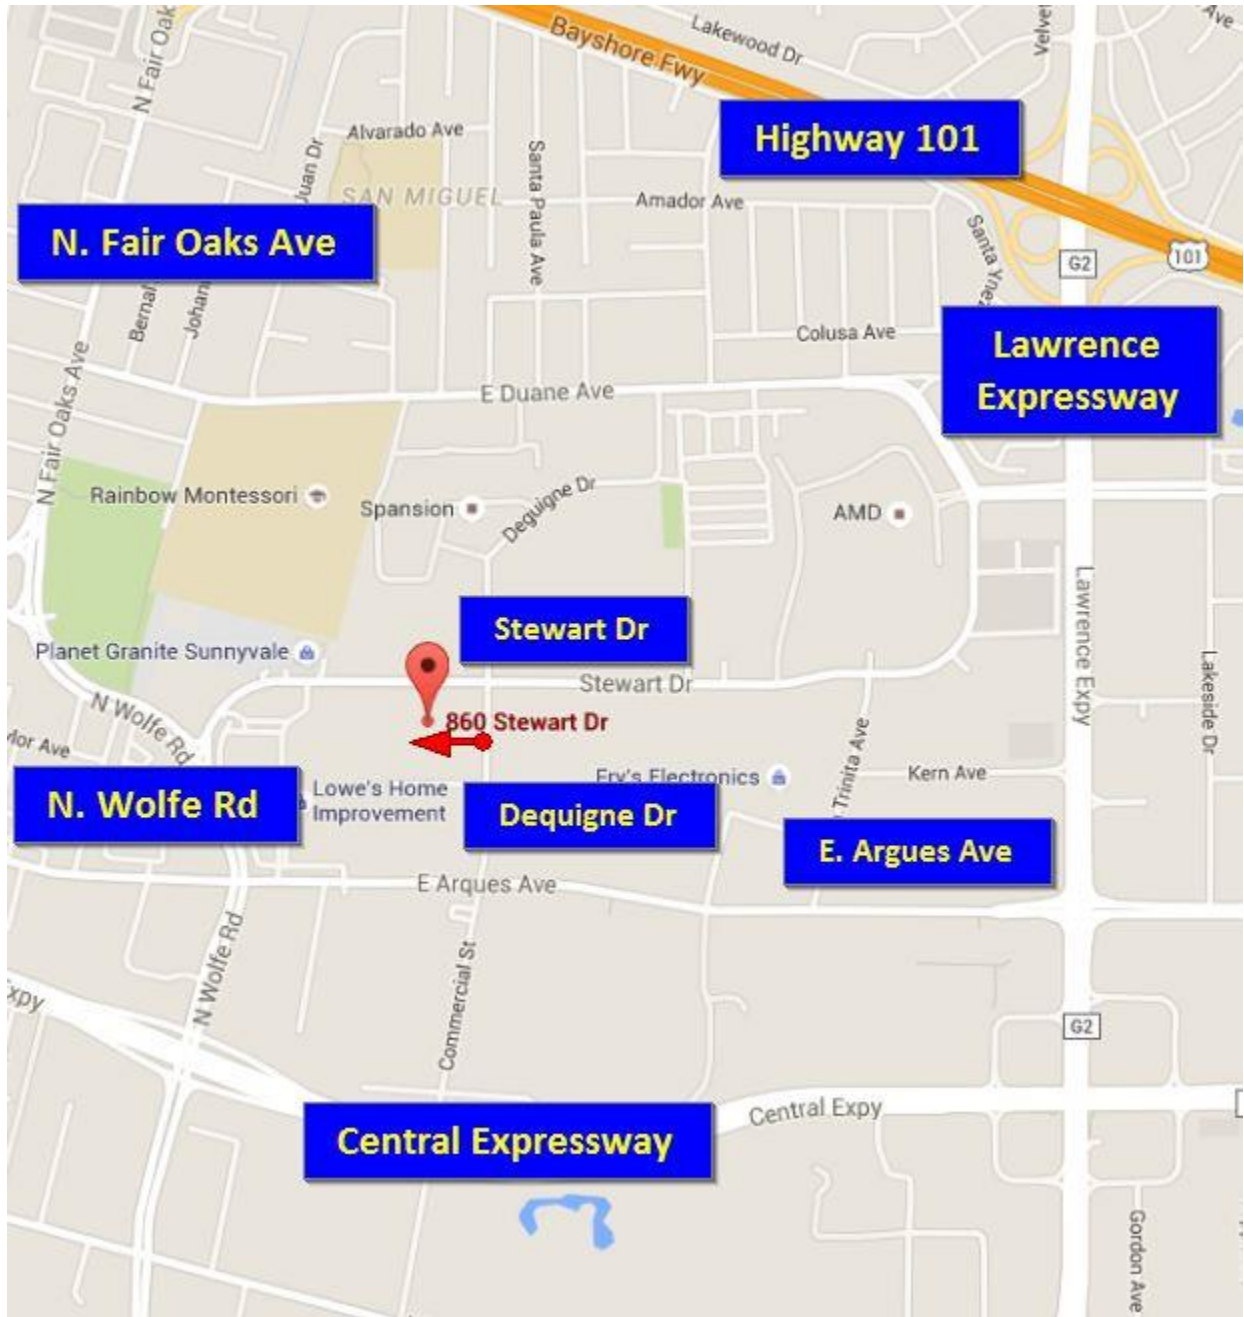 Bayshore Fwy
Lakewood Dr
Ave
N Fair Oak
Highway 101
Alvarado Ave
Juan Dr
SAN MIGUEL
Santa Paula Ave
Amador Ave
N. Fair Oaks Ave
G2
101
Bernal
Colusa Ave
Lawrence
Expressway
E Duane Ave
N Fair Oaks Ave
Rainbow Montessori
Spansion
Deguigne Dr
AMD
Stewart Dr
Lawrence Expy
Planet Granite Sunnyvale
Stewart Dr
Lakeside Dr
N Wolfe Rd
860 Stewart Dr
Trinita Ave
Ave
Kern Ave
Fry's Electronics
N. Wolfe Rd
Lowe's Home
Improvement
Dequigne Dr
E. Argues Ave
E Arques Ave
N Wolfe Rd
Commercial St
Expy
G2
Central Expy
Central Expressway
Gordon Ave